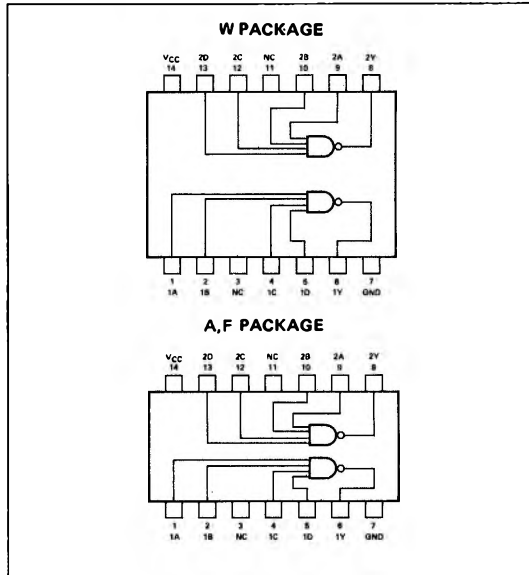 W PACKAGE
VCC 2D 2C NC 2B 2A 2Y
14 13 12 11 10 9 8
1 2 3 4 5 6 7
1A 1B NC 1C 1D 1Y GND
A,F PACKAGE
VCC 2D 2C NC 2B 2A 2Y
14 13 12 11 10 9 8
1 2 3 4 5 6 7
1A 1B NC 1C 1D 1Y GND